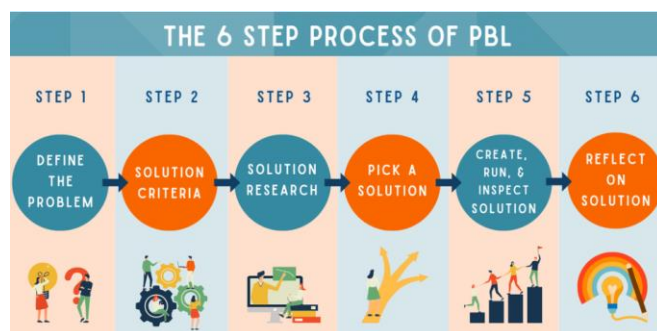 THE 6 STEP PROCESS OF PBL
STEP 1
STEP 2
STEP 3
STEP 4
STEP 5
STEP 6
DEFINE
THE
PROBLEM
SOLUTION
CRITERIA
SOLUTION
RESEARCH
PICK A
SOLUTION
CREATE,
RUN, &
INSPECT
SOLUTION
REFLECT
ON
SOLUTION